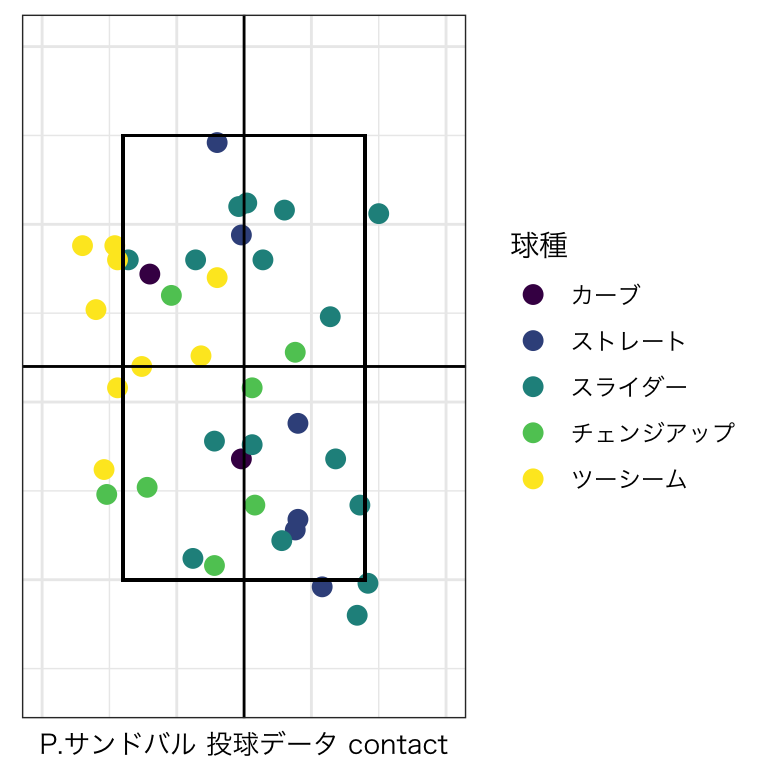 球種
カーブ
ストレート
スライダー
チェンジアップ
ツーシーム
P.サンドバル 投球データ contact